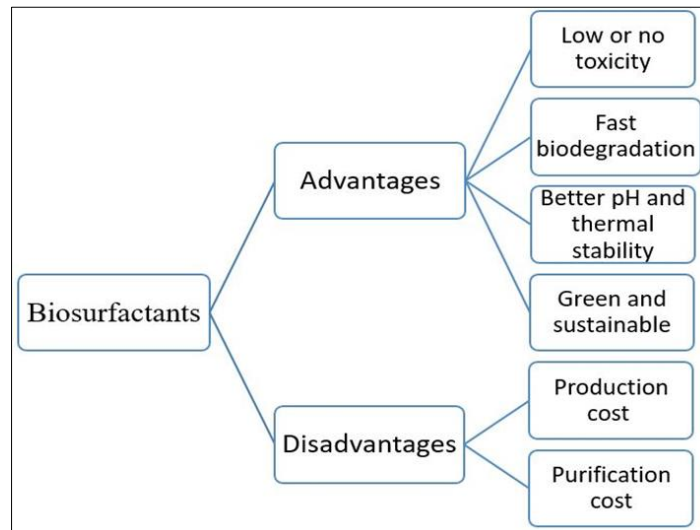 Biosurfactants
Advantages
Low or no
toxicity
Fast
biodegradation
Better pH and
thermal
stability
Green and
sustainable
Disadvantages
Production
cost
Purification
cost